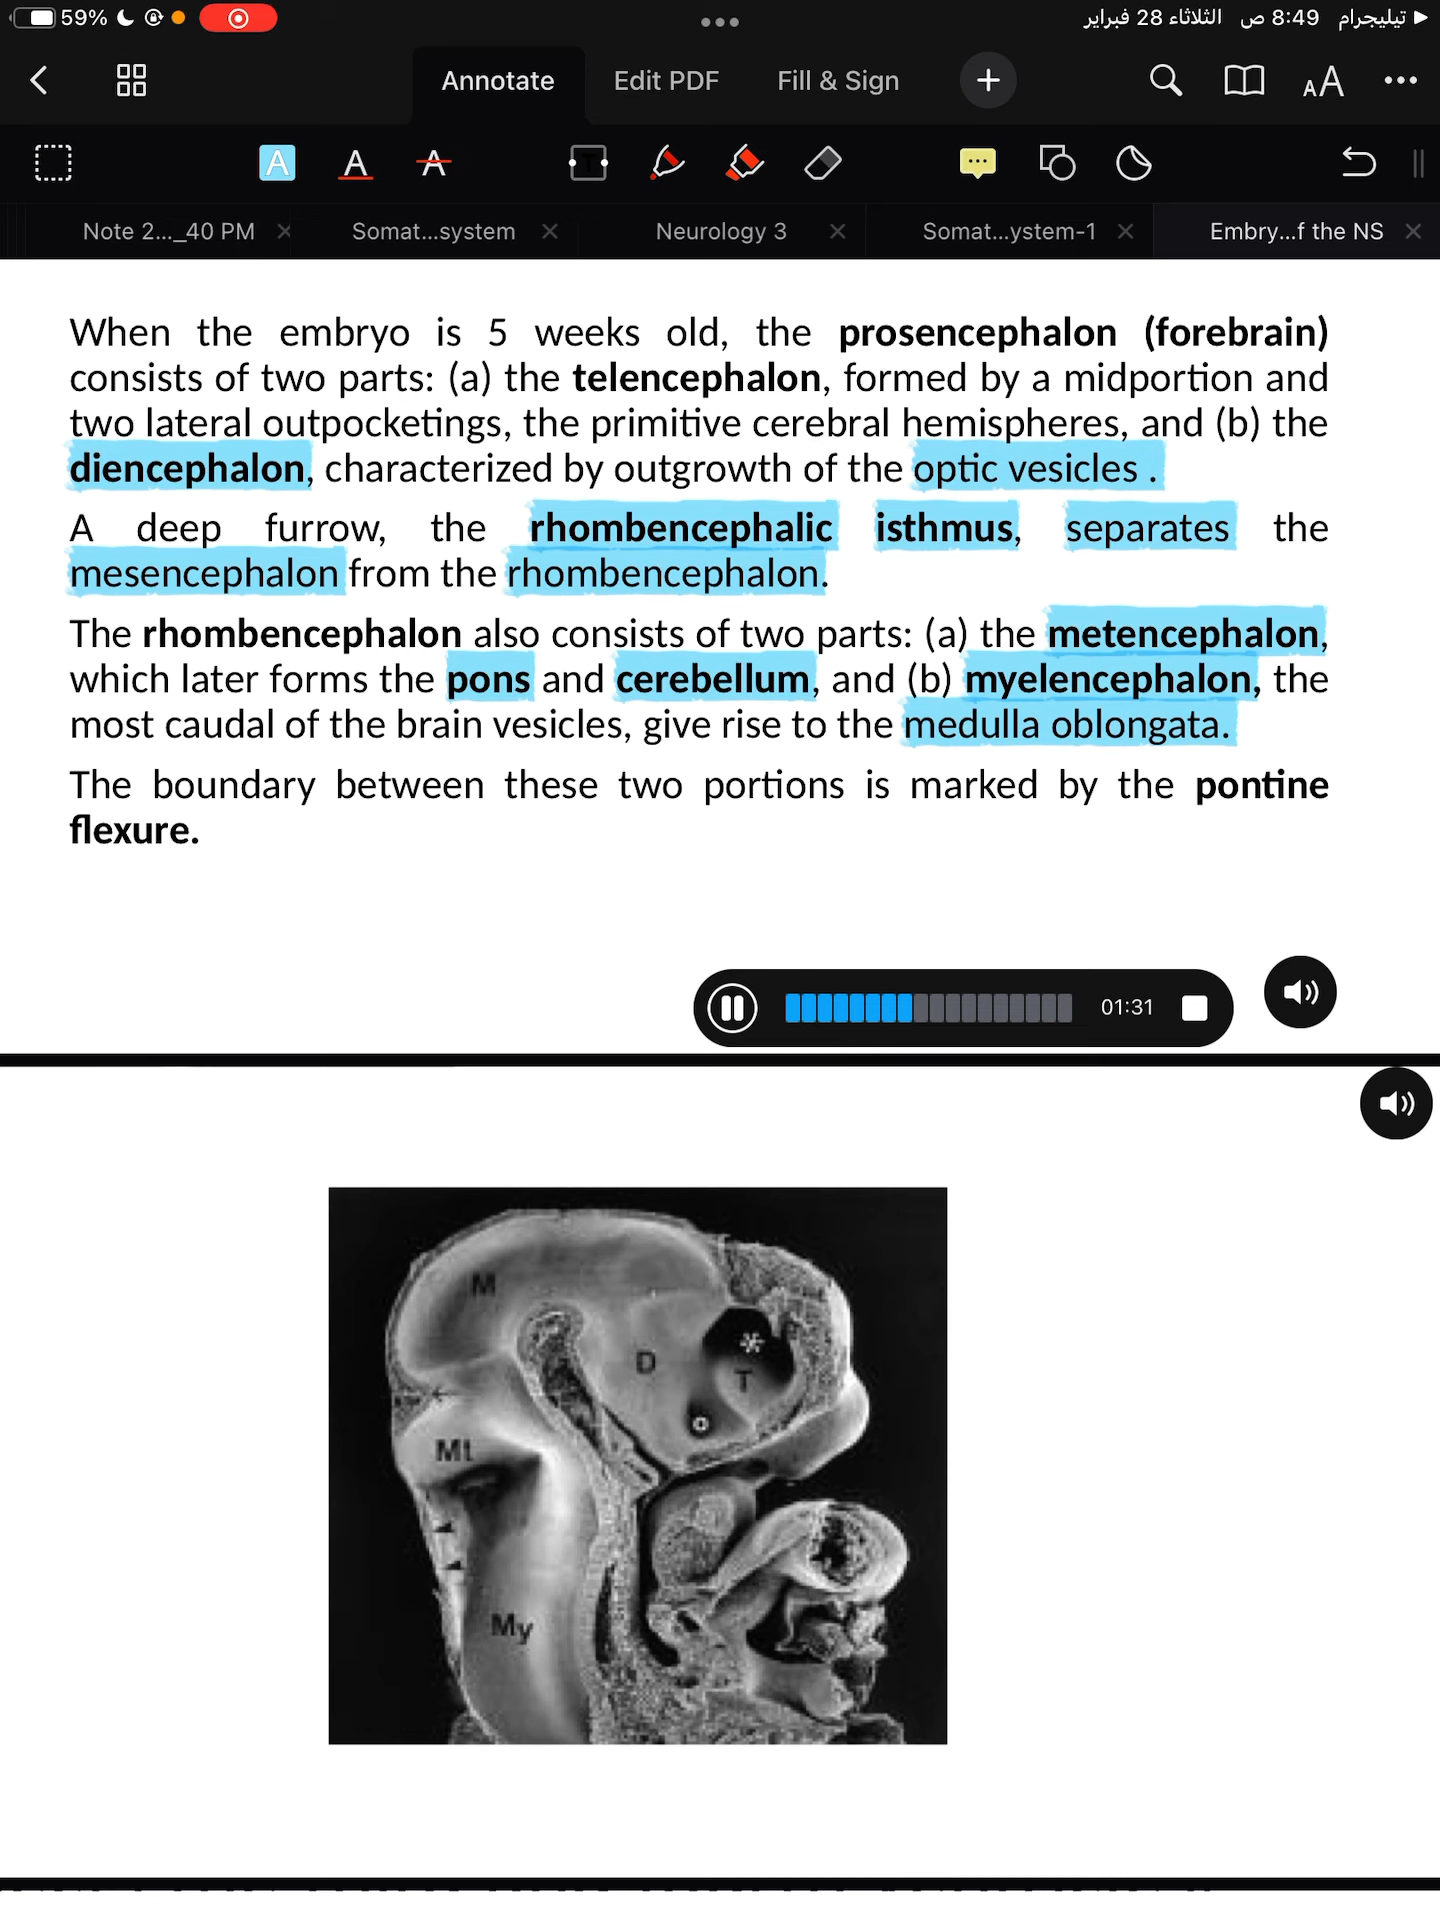 59%
8:49 ص الثلاثاء 28 فبراير
تيليجرام
Annotate
Edit PDF
Fill & Sign
AA
A A A T
Note 2..._40 PM
Somat...system
Neurology 3
Somat...ystem-1
Embry...f the NS
When the embryo is 5 weeks old, the prosencephalon (forebrain)
consists of two parts: (a) the telencephalon, formed by a midportion and
two lateral outpocketings, the primitive cerebral hemispheres, and (b) the
diencephalon, characterized by outgrowth of the optic vesicles .
A deep furrow, the rhombencephalic isthmus, separates the
mesencephalon from the rhombencephalon.
The rhombencephalon also consists of two parts: (a) the metencephalon,
which later forms the pons and cerebellum, and (b) myelencephalon, the
most caudal of the brain vesicles, give rise to the medulla oblongata.
The boundary between these two portions is marked by the pontine
flexure.
01:31
M
*
D
T
o
Mt
My